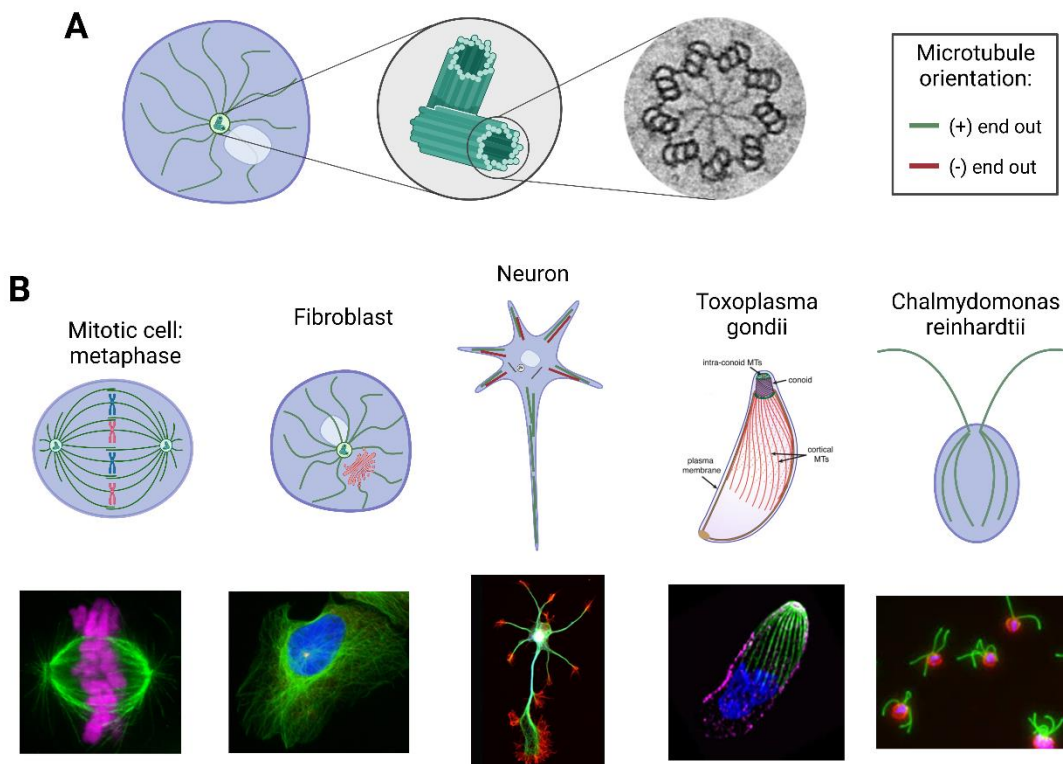 A
Microtubule
orientation:
(+) end out
(-) end out
B
Mitotic cell:
metaphase
Fibroblast
Neuron
Toxoplasma
gondii
Chalmydomonas
reinhardtii
intra-conoid MTs
conoid
cortical
MTs
plasma
membrane